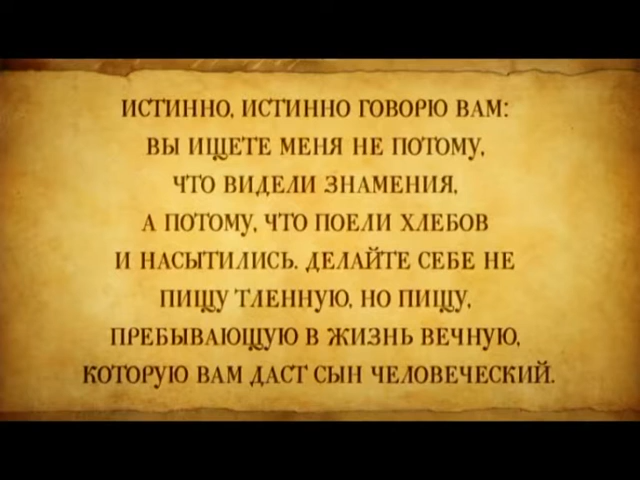 ИСТИННО, ИСТИННО ГОВОРЮ ВАМ:
ВЫ ИЩЕТЕ МЕНЯ НЕ ПОТОМУ,
ЧТО ВИДЕЛИ ЗНАМЕНИЯ,
А ПОТОМУ, ЧТО ПОЕЛИ ХЛЕБОВ
И НАСЫТИЛИСЬ. ДЕЛАЙТЕ СЕБЕ НЕ
ПИЩУ ТЛЕННУЮ, НО ПИЩУ,
ПРЕБЫВАЮЩУЮ В ЖИЗНЬ ВЕЧНУЮ,
КОТОРУЮ ВАМ ДАСТ СЫН ЧЕЛОВЕЧЕСКИЙ.